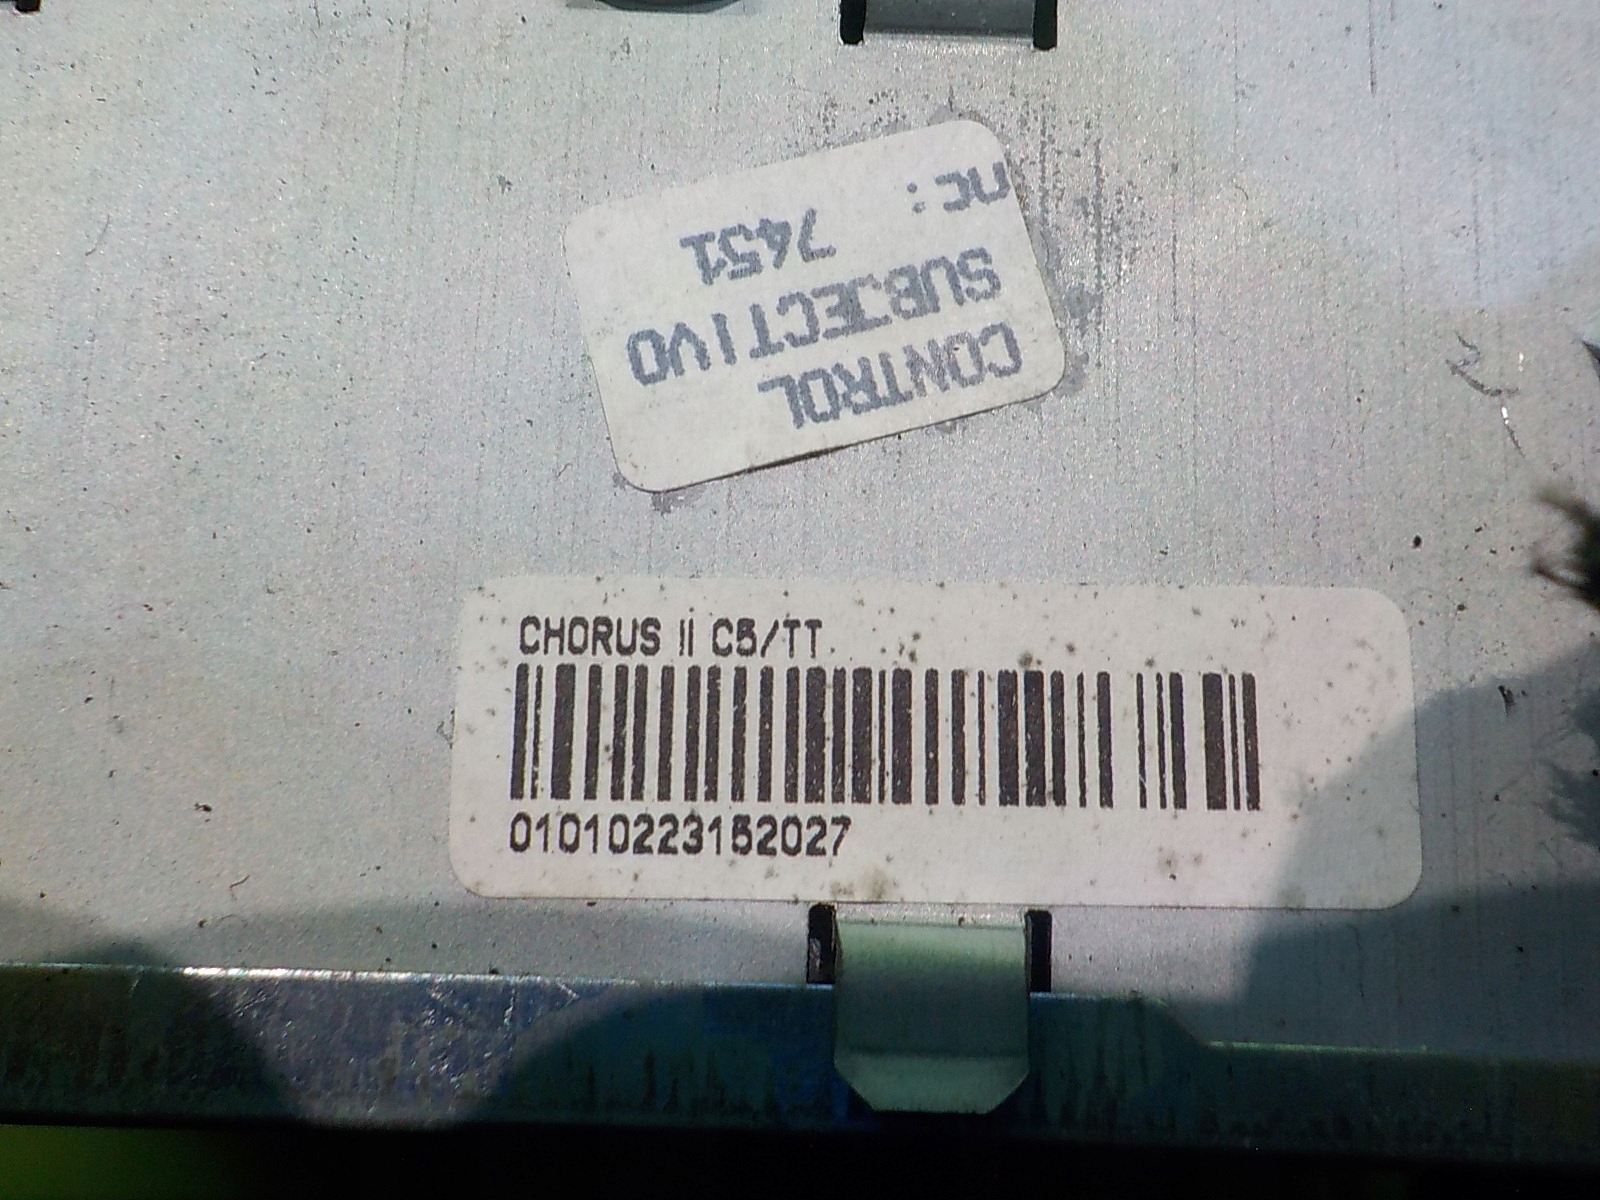 CONTROL
SUBJECTIVO
7451
nc:
CHORUS II C5/TT
01010223152027